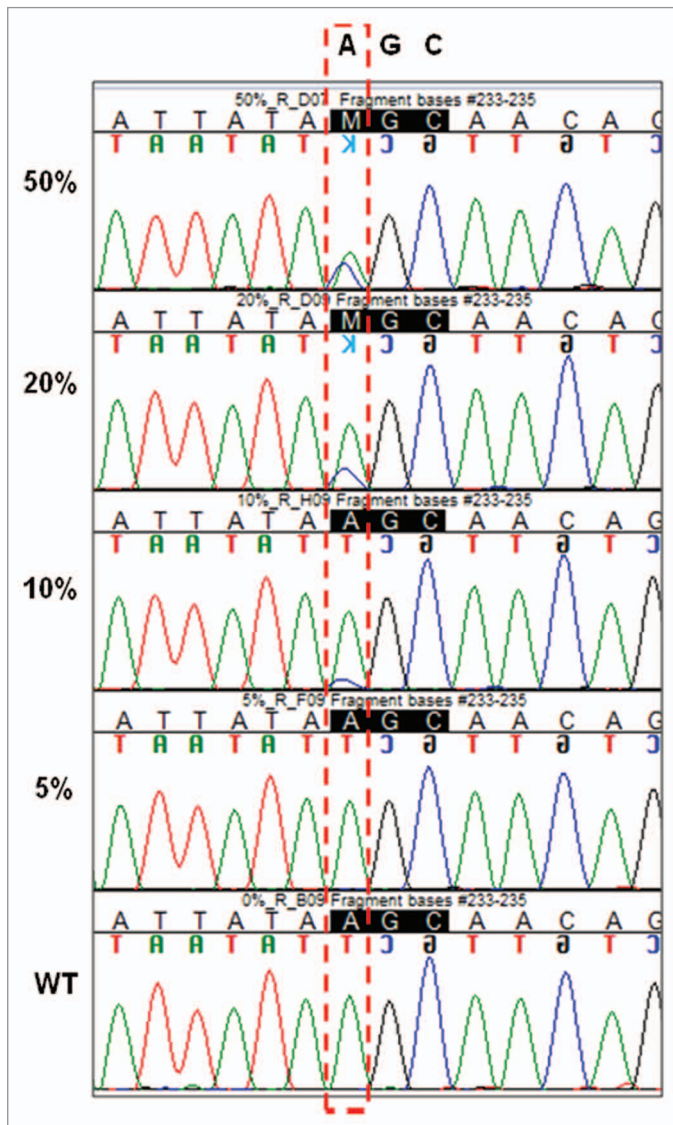 A G C
50%_R_D07 Fragment bases #233-235
A T T A T A M G C A A C A G
T A A T A T K C G T T G T C
50%
20%_R_D09 Fragment bases #233-235
A T T A T A M G C A A C A G
T A A T A T K C G T T G T C
20%
10%_R_H09 Fragment bases #233-235
A T T A T A A G C A A C A G
T A A T A T T C G T T G T C
10%
5%_R_F09 Fragment bases #233-235
A T T A T A A G C A A C A G
T A A T A T T C G T T G T C
5%
0%_R_B09 Fragment bases #233-235
A T T A T A A G C A A C A G
T A A T A T T C G T T G T C
WT